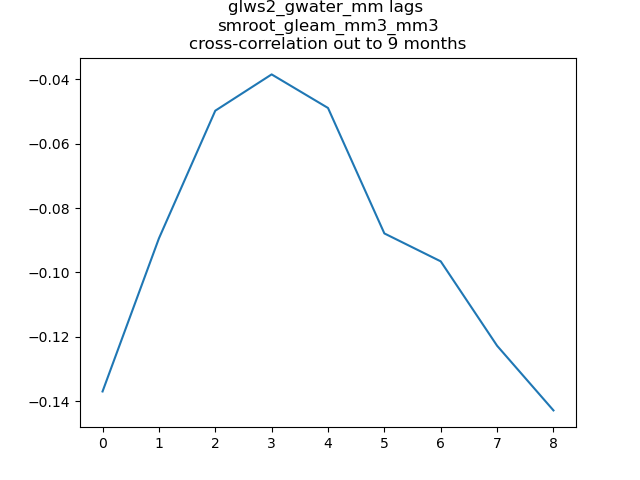 glws2_gwater_mm lags
smroot_gleam_mm3_mm3
cross-correlation out to 9 months
−0.04
−0.06
−0.08
−0.10
−0.12
−0.14
0 1 2 3 4 5 6 7 8